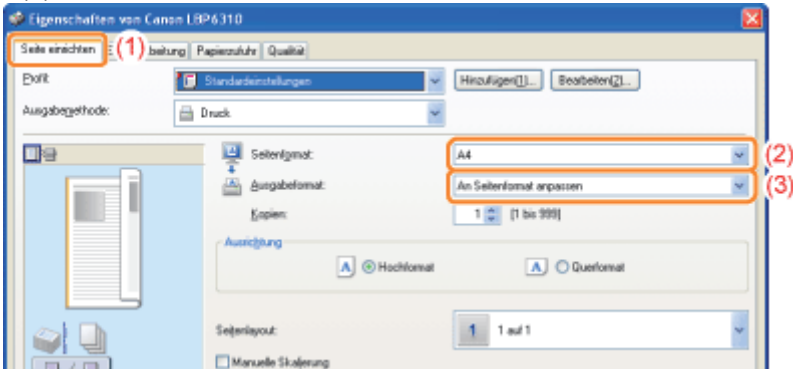 Eigenschaften von Canon LBP6310
Seite einrichten (1) beitung Papierzufuhr Qualität
Profil: Standardeinstellungen Hinzufügen(1)... Bearbeiten(2)...
Ausgabemethode: Druck
Seitenformat: A4 (2)
Ausgabeformat: An Seitenformat anpassen (3)
Kopien: 1 [1 bis 999]
Ausrichtung
A Hochformat A Querformat
Seitenlayout: 1 1 auf 1
Manuelle Skalierung